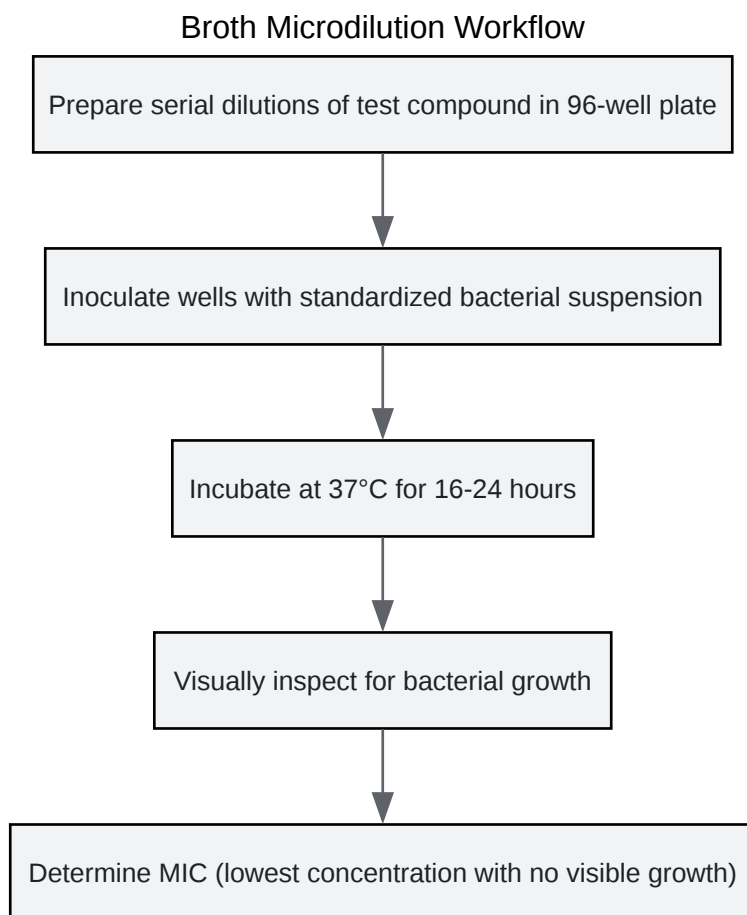 Broth Microdilution Workflow
Prepare serial dilutions of test compound in 96-well plate
Inoculate wells with standardized bacterial suspension
Incubate at 37°C for 16-24 hours
Visually inspect for bacterial growth
Determine MIC (lowest concentration with no visible growth)